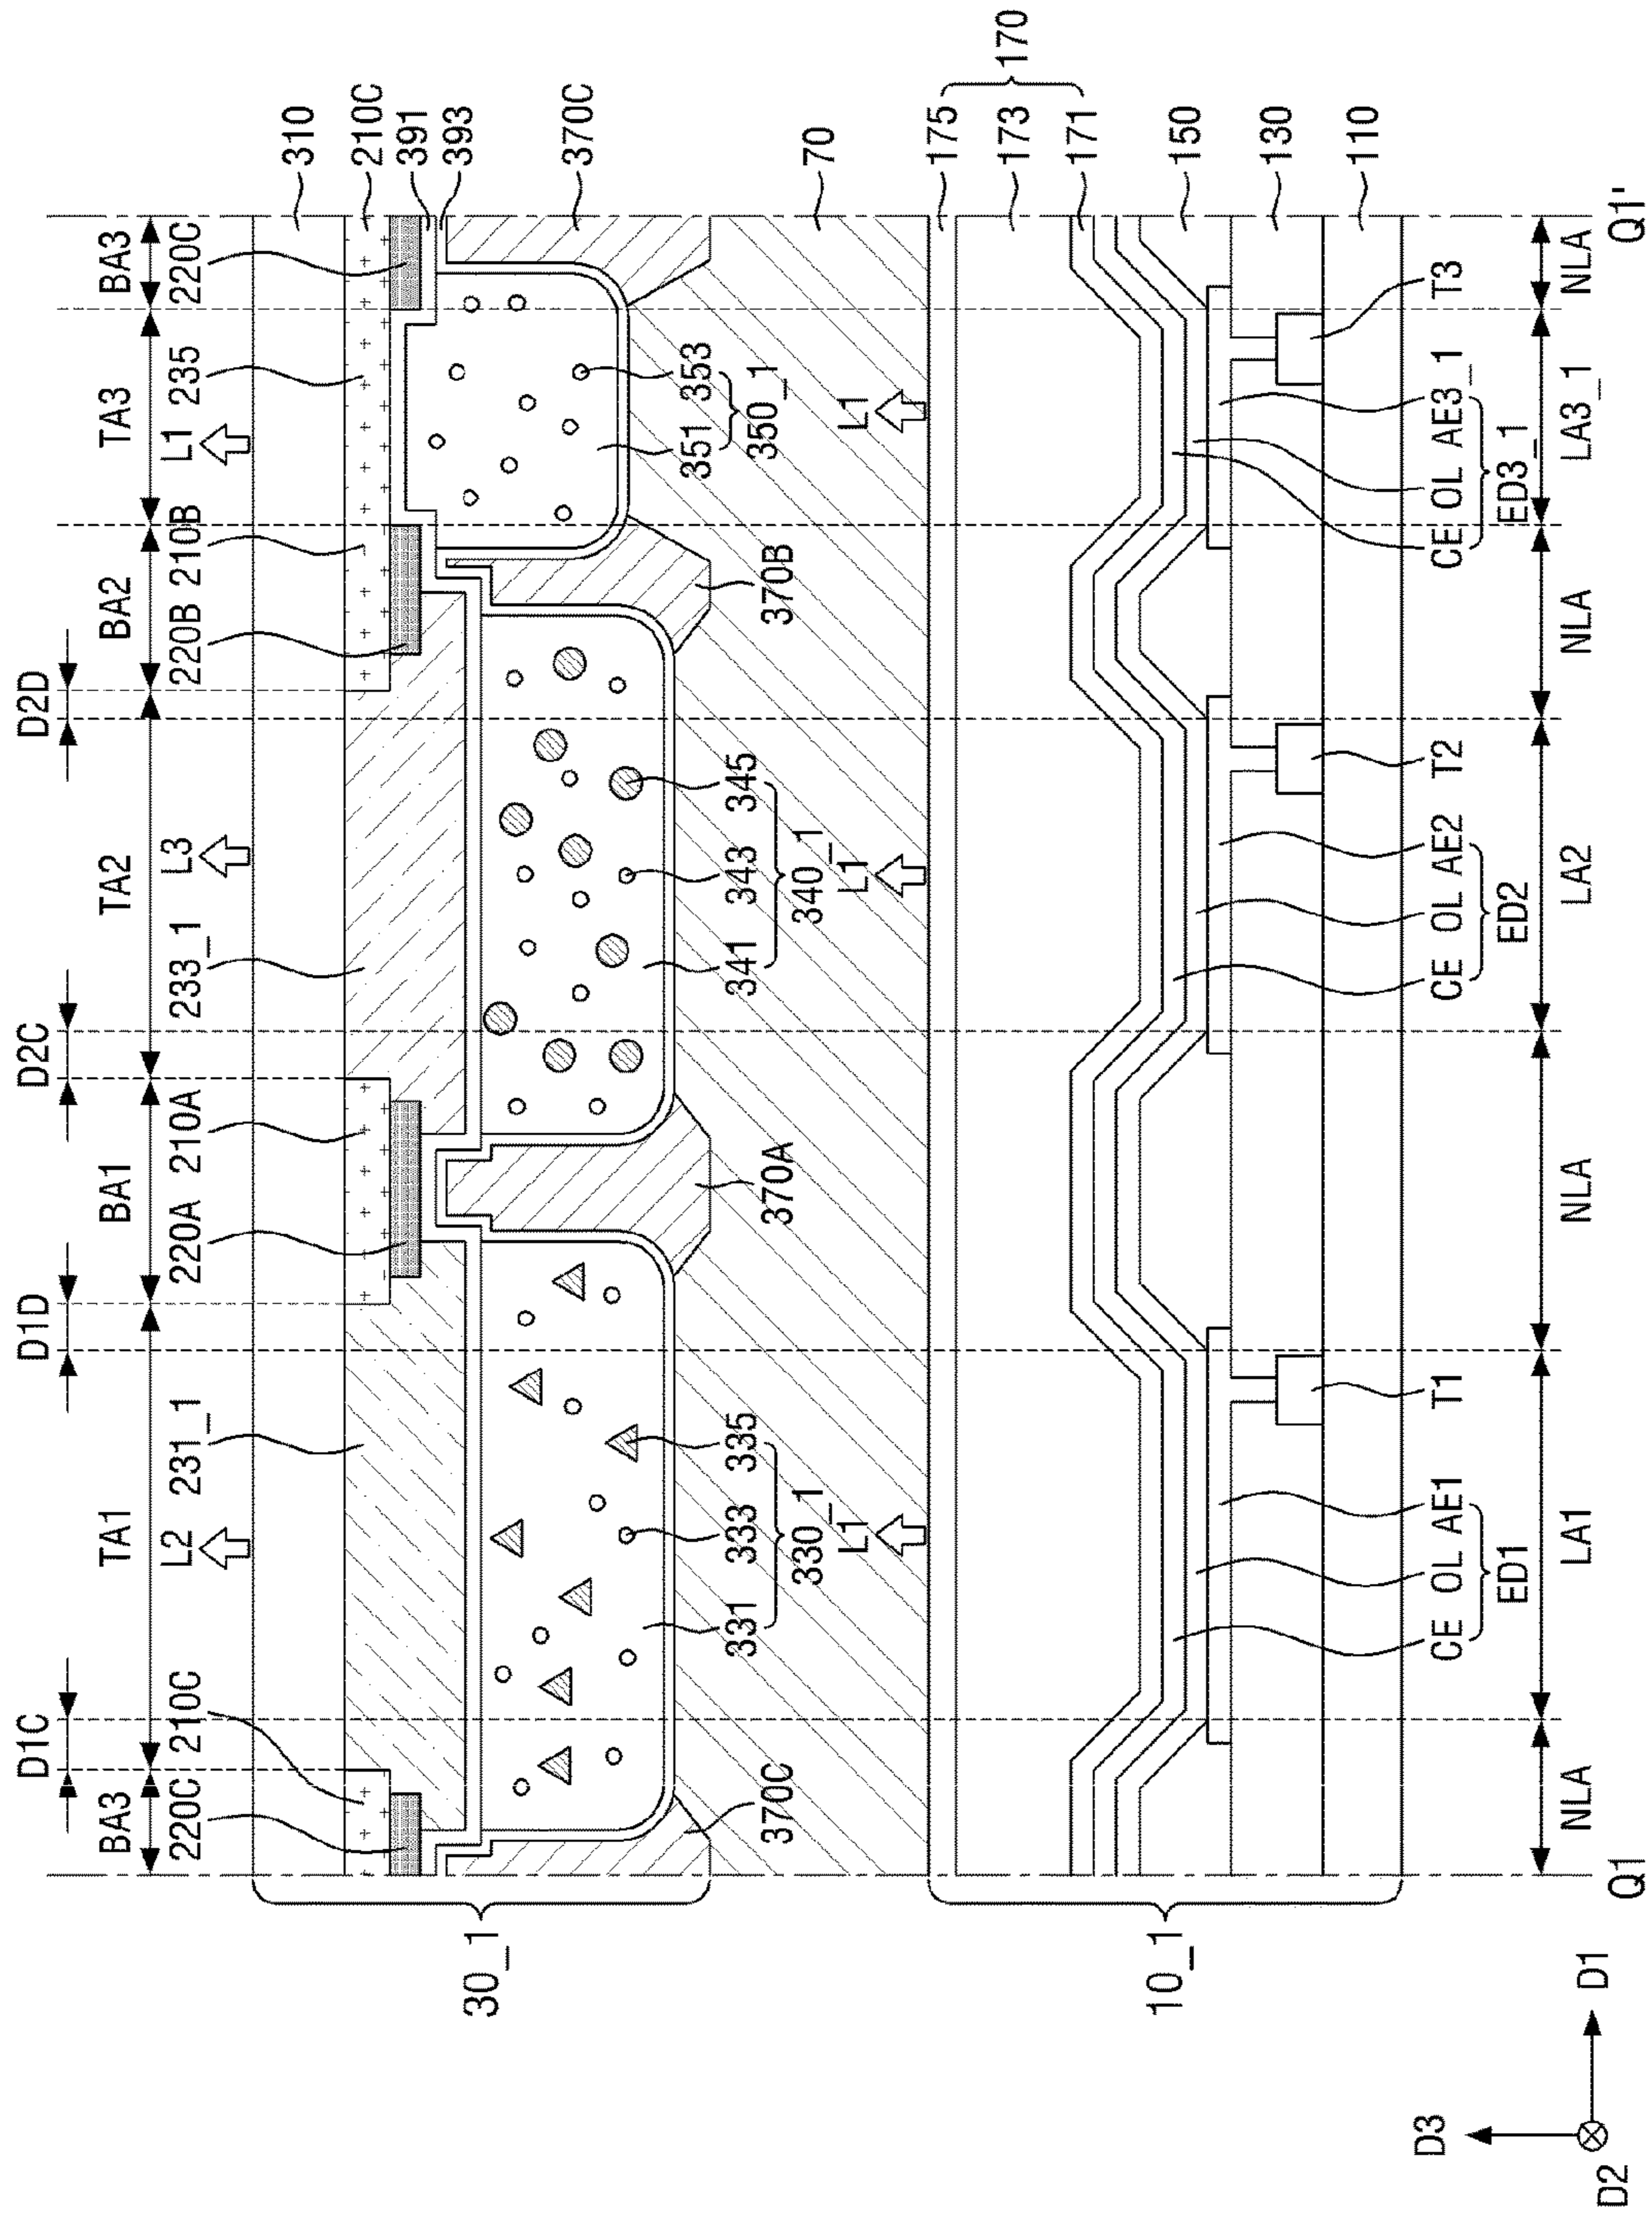 D1C D1D D2C D2D
BA3 TA1 BA1 TA2 BA2 TA3 BA3
L2 L3 L1
220C 210C 231_1 220A 210A 233_1 220B 210B 235 220C
310
210C
391
393
370C
70
175
173
171
170
150
130
110
30_1
331 333 335
330_1
341 343 345
340_1
351 353
350_1
370C 370A 370B
L1 L1 L1
10_1
CE OL AE1
ED1
T1
CE OL AE2
ED2
T2
CE OL AE3_1
ED3_1
T3
NLA LA1 NLA LA2 NLA LA3_1 NLA
Q1 Q1'
D3
D2
D1